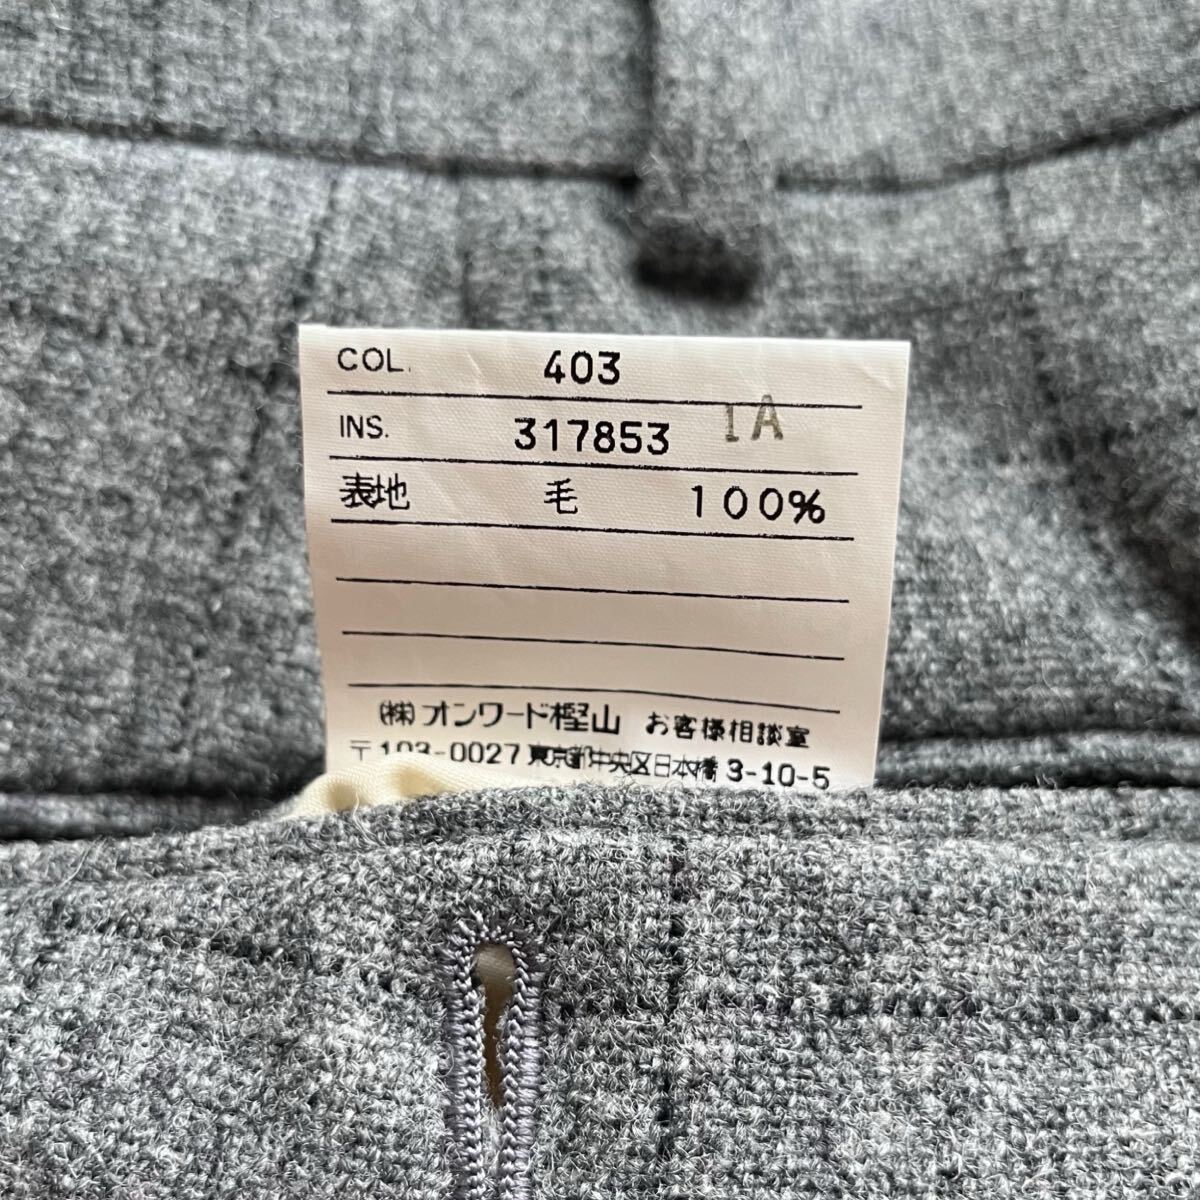 COL. 403
INS. 317853 1A
表地 毛 100%
(株)オンワード樫山 お客様相談室
〒103-0027 東京都中央区日本橋 3-10-5